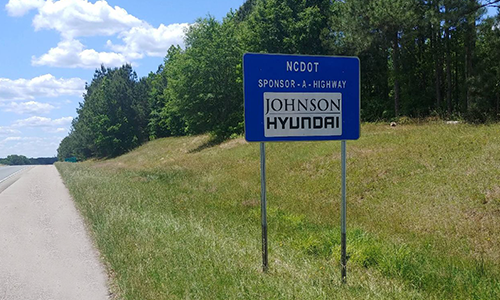 NCDOT
SPONSOR - A - HIGHWAY
JOHNSON
HYUNDAI